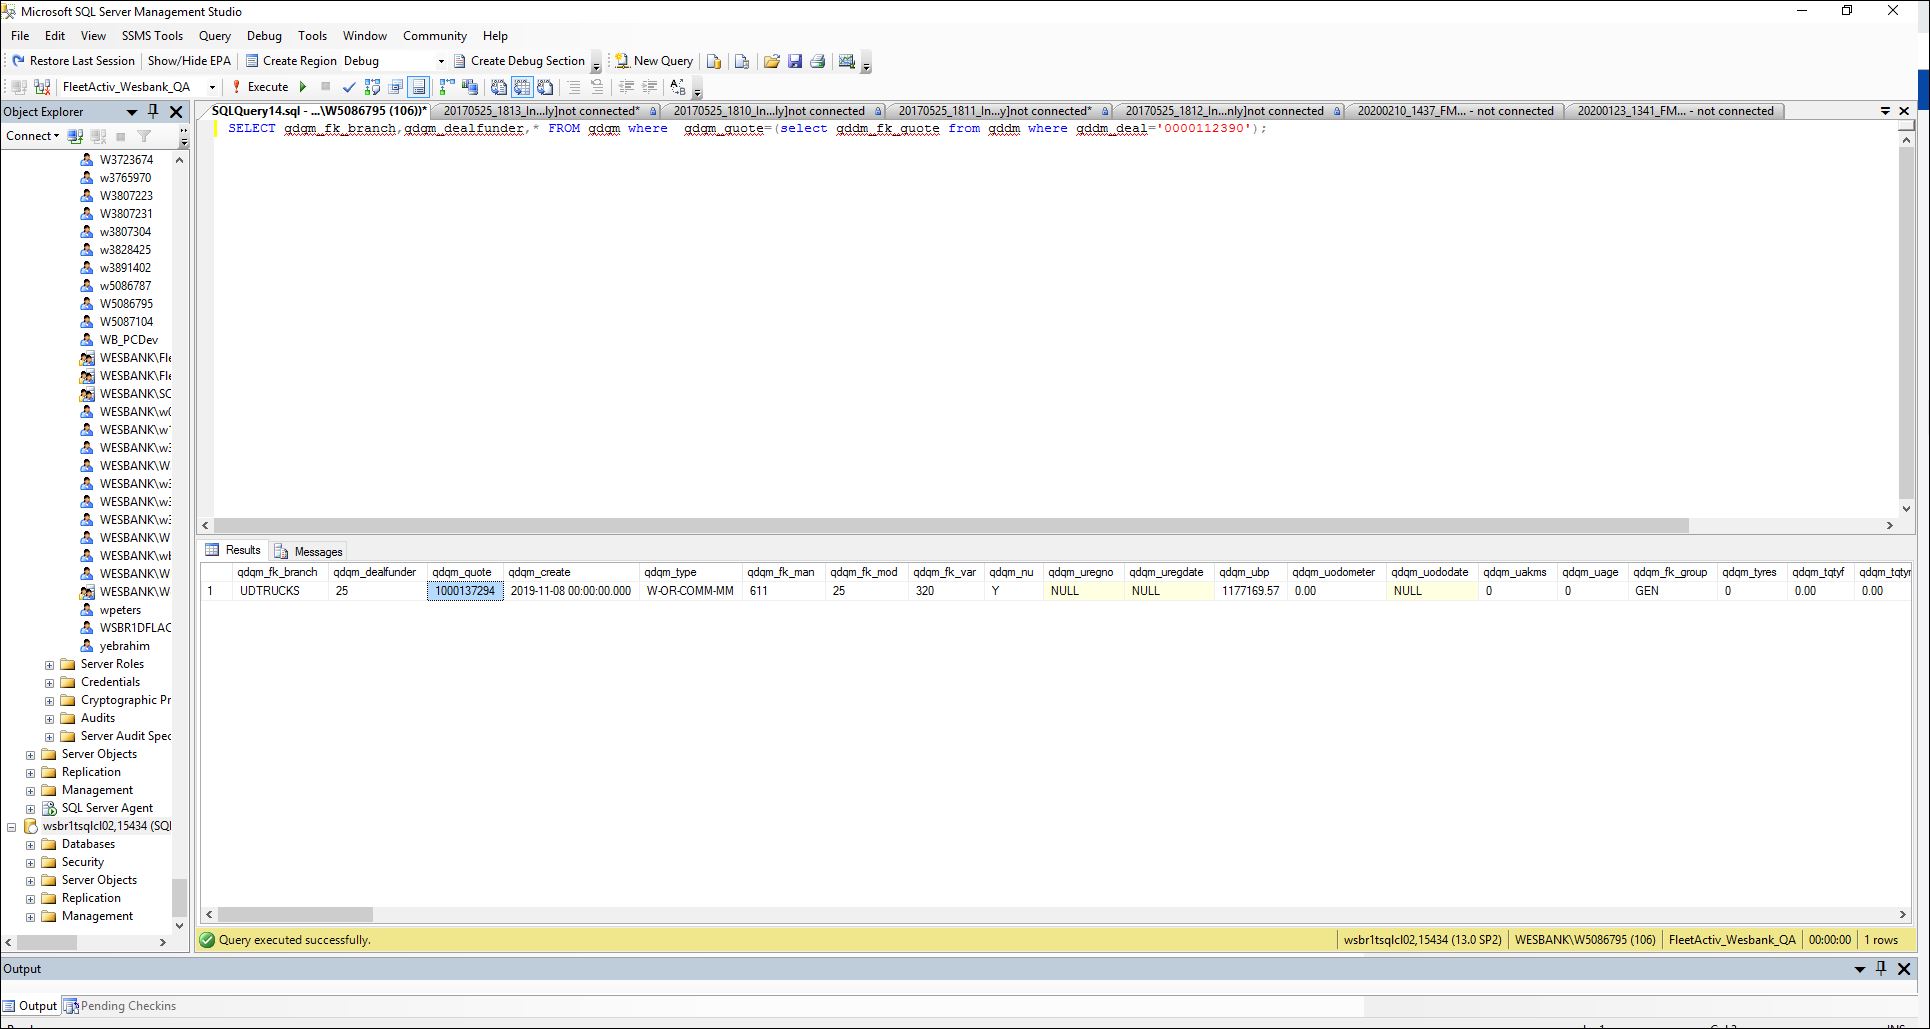 Microsoft SQL Server Management Studio
File Edit View SSMS Tools Query Debug Tools Window Community Help
Restore Last Session Show/Hide EPA Create Region Debug Create Debug Section New Query
FleetActiv_Wesbank_QA Execute
Object Explorer
Connect
W3723674
w3765970
W3807223
W3807231
w3807304
w3828425
w3891402
w5086787
W5086795
W5087104
WB_PCDev
WESBANK\Fle
WESBANK\Fle
WESBANK\SC
WESBANK\w0
WESBANK\w
WESBANK\w3
WESBANK\W
WESBANK\w3
WESBANK\w3
WESBANK\w3
WESBANK\W
WESBANK\wb
WESBANK\W
WESBANK\W
wpeters
WSBR1DFLAC
yebrahim
Server Roles
Credentials
Cryptographic Pr
Audits
Server Audit Spec
Server Objects
Replication
Management
SQL Server Agent
wsbr1tsqlcl02,15434 (SQL
Databases
Security
Server Objects
Replication
Management
SQLQuery14.sql - ...\W5086795 (106))* 20170525_1813_In...ly]not connected* 20170525_1810_In...ly]not connected 20170525_1811_In...y]not connected* 20170525_1812_In...nly]not connected 20200210_1437_FM... - not connected 20200123_1341_FM... - not connected
SELECT qdqm_fk_branch,qdqm_dealfunder,* FROM qdqm where qdqm_quote=(select qddm_fk_quote from qddm where qddm_deal='0000112390');
Results Messages
qdqm_fk_branch qdqm_dealfunder qdqm_quote qdqm_create qdqm_type qdqm_fk_man qdqm_fk_mod qdqm_fk_var qdqm_nu qdqm_uregno qdqm_uregdate qdqm_ubp qdqm_uodometer qdqm_uododate qdqm_uakms qdqm_uage qdqm_fk_group qdqm_tyres qdqm_tqtyf qdqm_tqtyr
1 UDTRUCKS 25 1000137294 2019-11-08 00:00:00.000 W-OR-COMM-MM 611 25 320 Y NULL NULL 1177169.57 0.00 NULL 0 0 GEN 0 0.00 0.00
Query executed successfully. wsbr1tsqlcl02,15434 (13.0 SP2) WESBANK\W5086795 (106) FleetActiv_Wesbank_QA 00:00:00 1 rows
Output
Output Pending Checkins